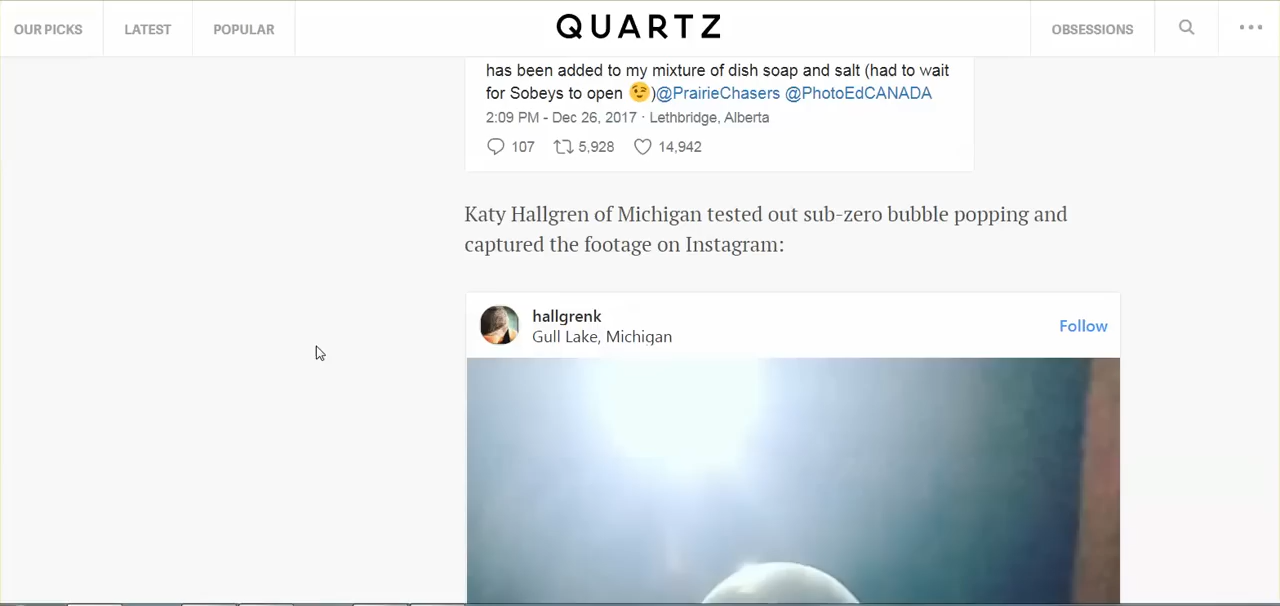 OUR PICKS LATEST POPULAR QUARTZ OBSESSIONS
has been added to my mixture of dish soap and salt (had to wait
for Sobeys to open 😉)@PrairieChasers @PhotoEdCANADA
2:09 PM - Dec 26, 2017 · Lethbridge, Alberta
107 5,928 14,942
Katy Hallgren of Michigan tested out sub-zero bubble popping and
captured the footage on Instagram:
hallgrenk
Gull Lake, Michigan
Follow